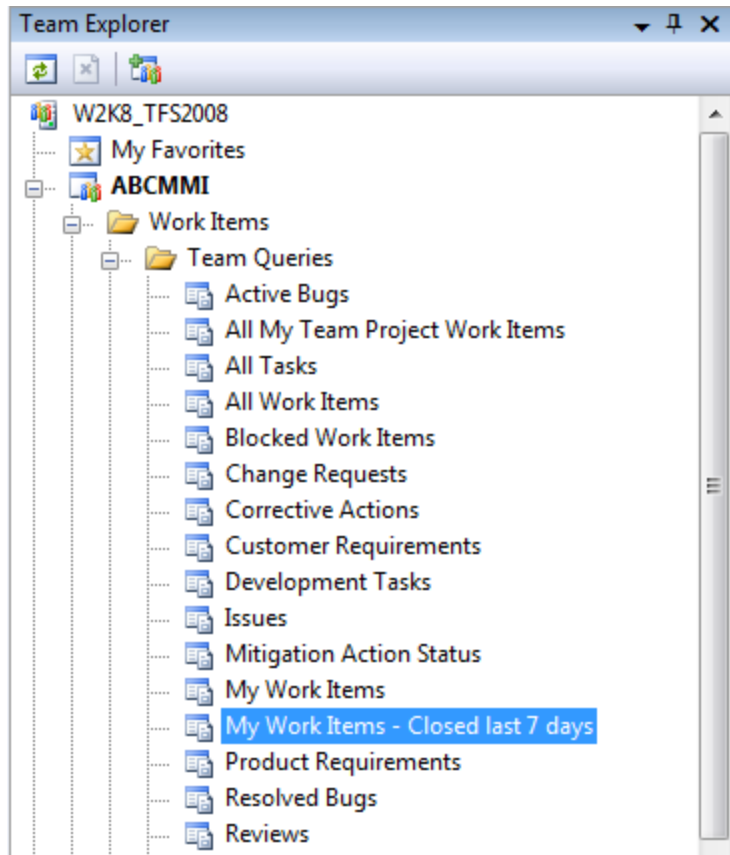 Team Explorer
W2K8_TFS2008
My Favorites
ABCMMI
Work Items
Team Queries
Active Bugs
All My Team Project Work Items
All Tasks
All Work Items
Blocked Work Items
Change Requests
Corrective Actions
Customer Requirements
Development Tasks
Issues
Mitigation Action Status
My Work Items
My Work Items - Closed last 7 days
Product Requirements
Resolved Bugs
Reviews